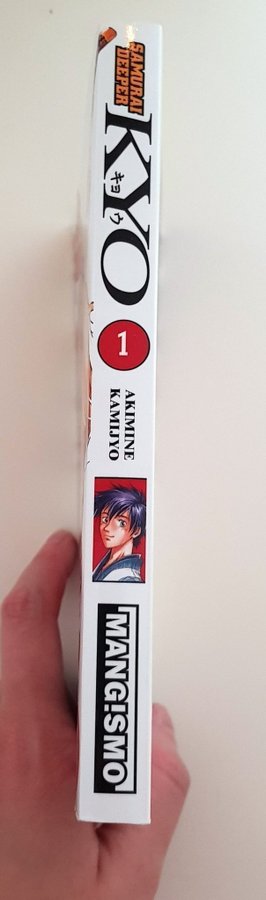 SAMURAI
DEEPER
KYO
キョウ
1
AKIMINE
KAMIJYO
MANGISMO